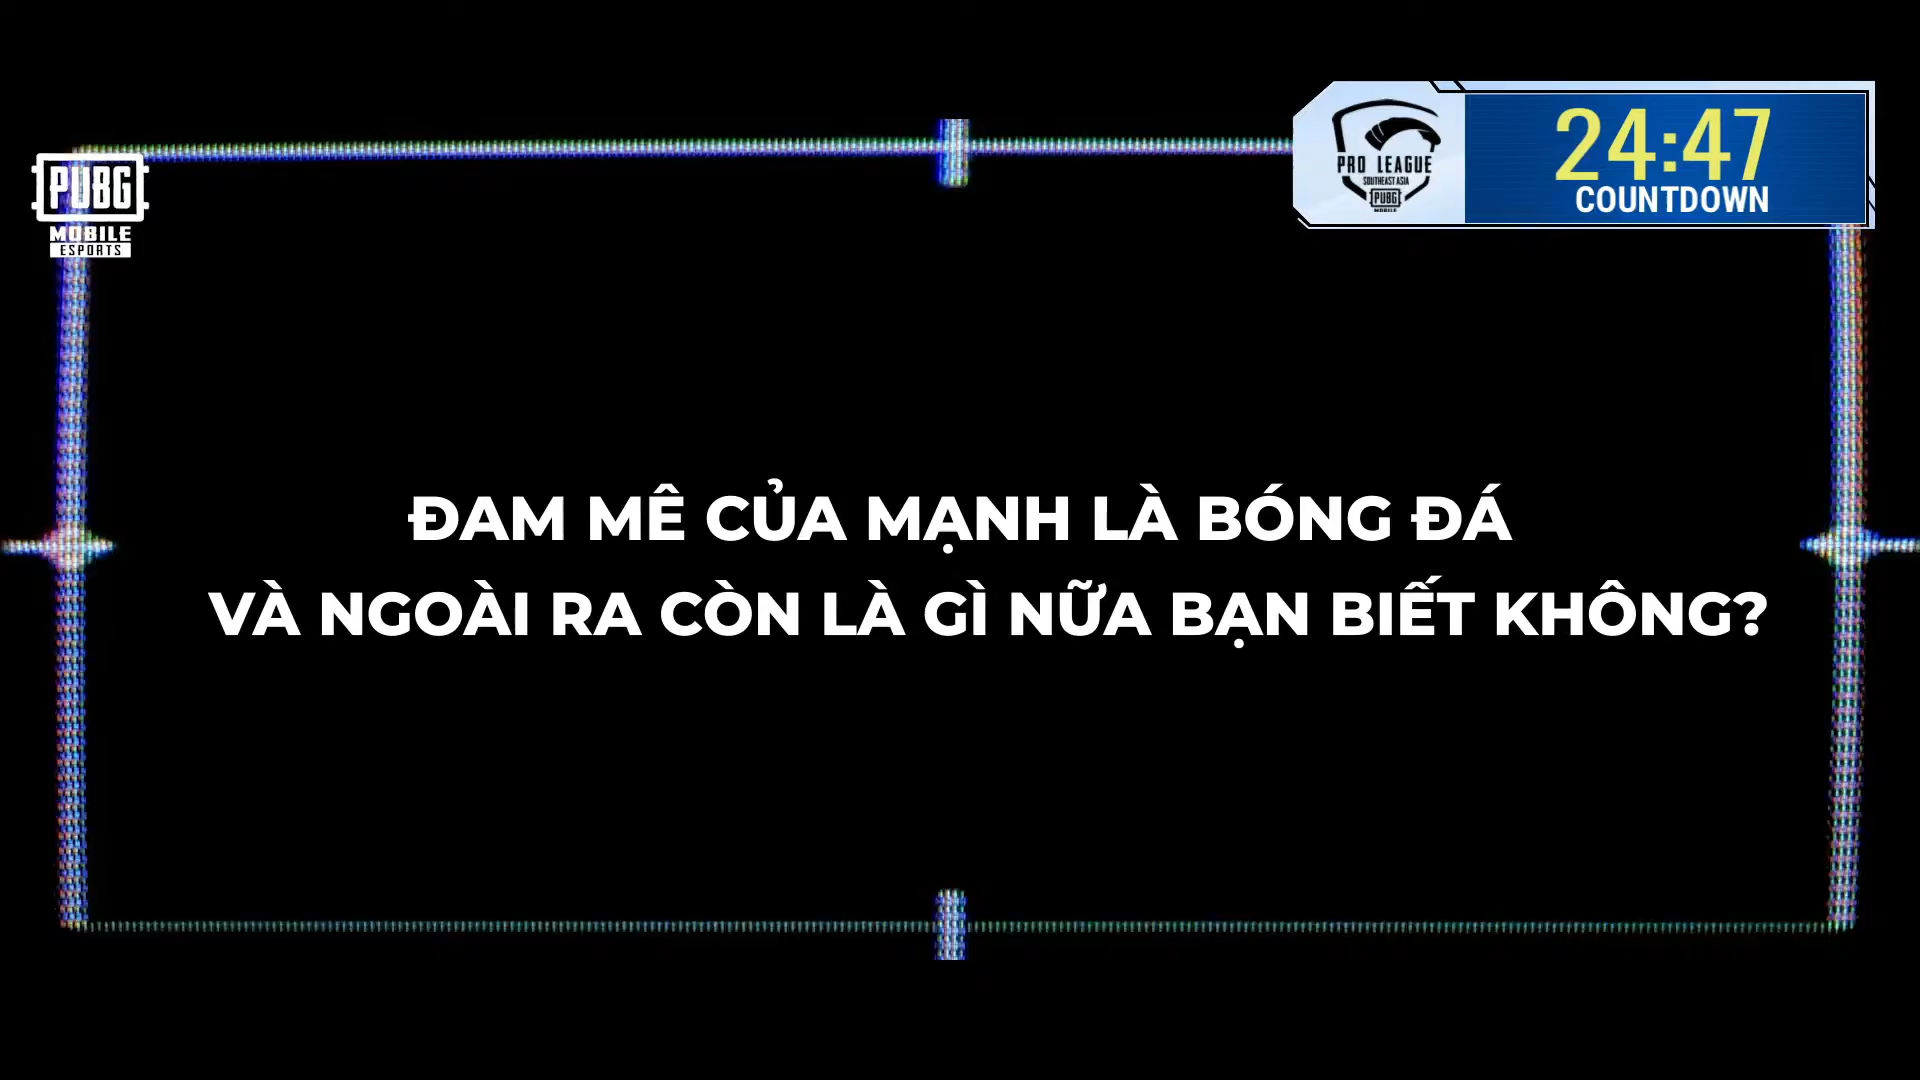 PUBG
MOBILE
ESPORTS
PRO LEAGUE
SOUTHEAST ASIA
PUBG
MOBILE
24:47
COUNTDOWN
ĐAM MÊ CỦA MẠNH LÀ BÓNG ĐÁ
VÀ NGOÀI RA CÒN LÀ GÌ NỮA BẠN BIẾT KHÔNG?